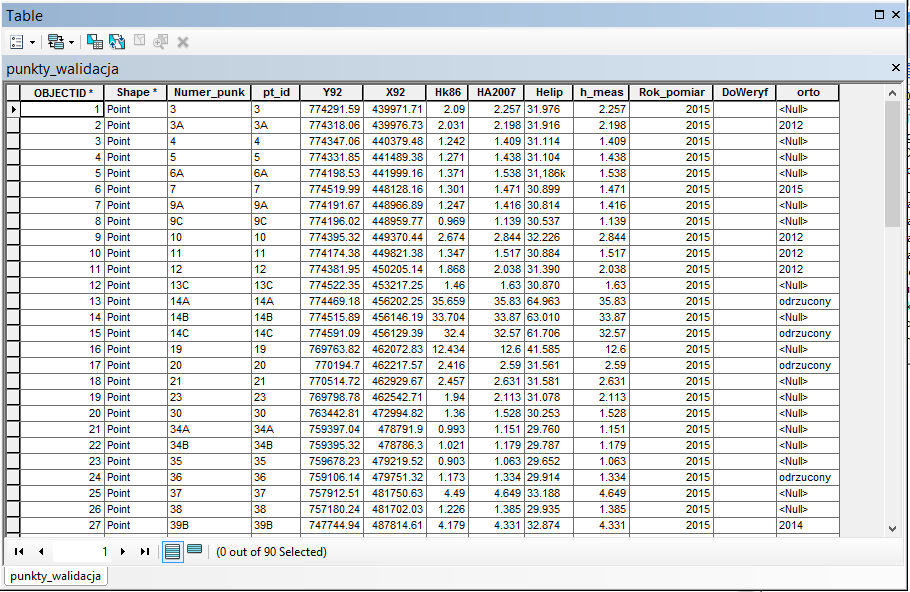 Table
punkty_walidacja
OBJECTID * Shape * Numer_punk pt_id Y92 X92 Hk86 HA2007 Helip h_meas Rok_pomiar DoWeryf orto
1 Point 3 3 774291.59 439971.71 2.09 2.257 31.976 2.257 2015 <Null>
2 Point 3A 3A 774318.06 439976.73 2.031 2.198 31.916 2.198 2015 2012
3 Point 4 4 774347.06 440379.48 1.242 1.409 31.114 1.409 2015 <Null>
4 Point 5 5 774331.85 441489.38 1.271 1.438 31.104 1.438 2015 <Null>
5 Point 6A 6A 774198.53 441999.16 1.371 1.538 31,186k 1.538 2015 <Null>
6 Point 7 7 774519.99 448128.16 1.301 1.471 30.899 1.471 2015 2015
7 Point 9A 9A 774191.67 448966.89 1.247 1.416 30.814 1.416 2015 <Null>
8 Point 9C 9C 774196.02 448959.77 0.969 1.139 30.537 1.139 2015 <Null>
9 Point 10 10 774395.32 449370.44 2.674 2.844 32.226 2.844 2015 2012
10 Point 11 11 774174.38 449821.38 1.347 1.517 30.884 1.517 2015 2012
11 Point 12 12 774381.95 450205.14 1.868 2.038 31.390 2.038 2015 2012
12 Point 13C 13C 774522.35 453217.25 1.46 1.63 30.870 1.63 2015 <Null>
13 Point 14A 14A 774469.18 456202.25 35.659 35.83 64.963 35.83 2015 odrzucony
14 Point 14B 14B 774515.89 456146.19 33.704 33.87 63.010 33.87 2015 <Null>
15 Point 14C 14C 774591.09 456129.39 32.4 32.57 61.706 32.57 2015 odrzucony
16 Point 19 19 769763.82 462072.83 12.434 12.6 41.585 12.6 2015 <Null>
17 Point 20 20 770194.7 462217.57 2.416 2.59 31.561 2.59 2015 odrzucony
18 Point 21 21 770514.72 462929.67 2.457 2.631 31.581 2.631 2015 <Null>
19 Point 23 23 769798.78 462542.71 1.94 2.113 31.078 2.113 2015 <Null>
20 Point 30 30 763442.81 472994.82 1.36 1.528 30.253 1.528 2015 <Null>
21 Point 34A 34A 759397.04 478791.9 0.993 1.151 29.760 1.151 2015 <Null>
22 Point 34B 34B 759395.32 478786.3 1.021 1.179 29.787 1.179 2015 <Null>
23 Point 35 35 759678.23 479219.52 0.903 1.063 29.652 1.063 2015 <Null>
24 Point 36 36 759106.14 479751.32 1.173 1.334 29.914 1.334 2015 odrzucony
25 Point 37 37 757912.51 481750.63 4.49 4.649 33.188 4.649 2015 <Null>
26 Point 38 38 757180.24 481702.03 1.226 1.385 29.935 1.385 2015 <Null>
27 Point 39B 39B 747744.94 487814.61 4.179 4.331 32.874 4.331 2015 2014
1 (0 out of 90 Selected)
punkty_walidacja